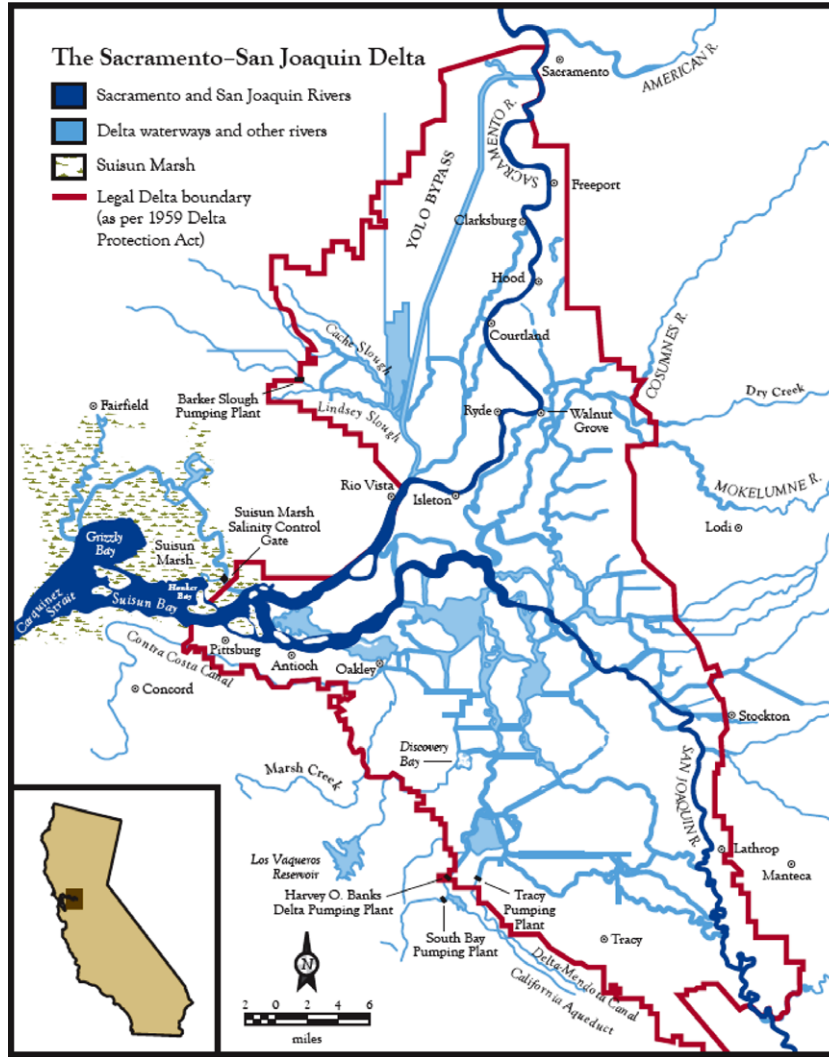 The Sacramento–San Joaquin Delta
Sacramento and San Joaquin Rivers
Delta waterways and other rivers
Suisun Marsh
Legal Delta boundary
(as per 1959 Delta
Protection Act)
Sacramento
AMERICAN R.
SACRAMENTO R.
YOLO BYPASS
Freeport
Clarksburg
Hood
Courtland
COSUMNES R.
Cache Slough
Barker Slough
Pumping Plant
Lindsey Slough
Ryde
Walnut
Grove
Dry Creek
Fairfield
MOKELUMNE R.
Rio Vista
Isleton
Lodi
Suisun Marsh
Salinity Control
Gate
Grizzly
Bay
Suisun
Marsh
Honker
Bay
Suisun Bay
Carquinez
Strait
Pittsburg
Antioch
Oakley
Contra Costa
Canal
Concord
Stockton
Discovery
Bay
Marsh Creek
SAN JOAQUIN R.
Los Vaqueros
Reservoir
Lathrop
Manteca
Harvey O. Banks
Delta Pumping Plant
Tracy
Pumping
Plant
South Bay
Pumping Plant
Tracy
Delta-Mendota Canal
California Aqueduct
N
2 0 2 4 6
miles